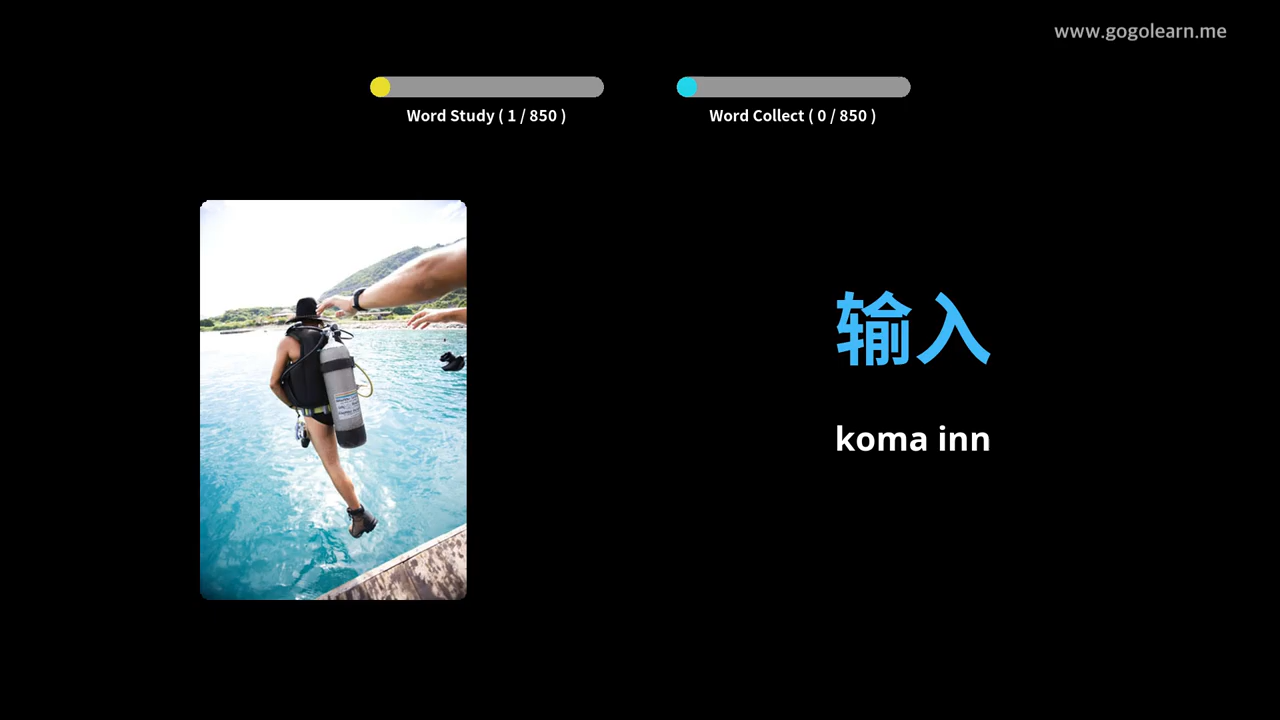 www.gogolearn.me
Word Study ( 1 / 850 )
Word Collect ( 0 / 850 )
输入
koma inn